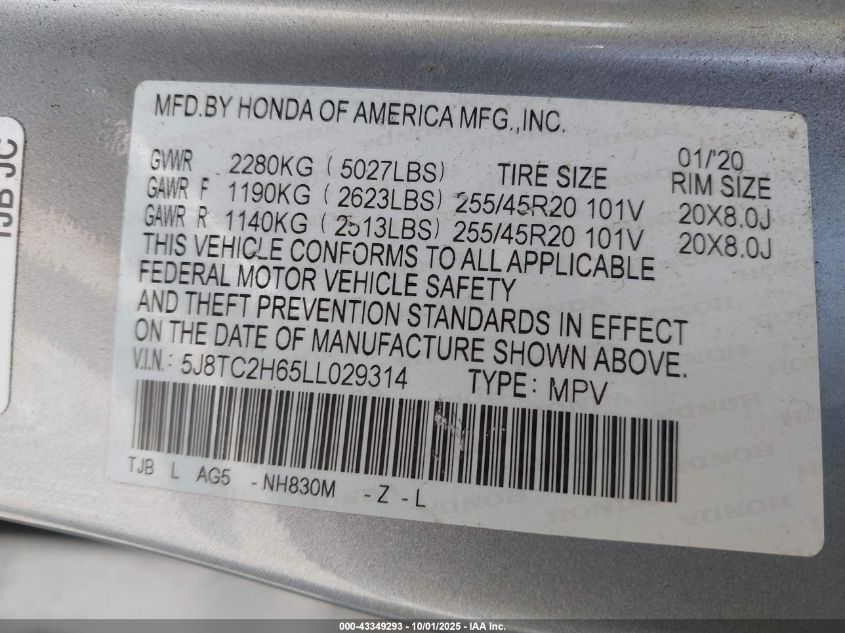 MFD.BY HONDA OF AMERICA MFG.,INC.
01/'20
GVWR 2280KG ( 5027LBS) TIRE SIZE RIM SIZE
GAWR F 1190KG ( 2623LBS) 255/45R20 101V 20X8.0J
GAWR R 1140KG ( 2513LBS) 255/45R20 101V 20X8.0J
THIS VEHICLE CONFORMS TO ALL APPLICABLE
FEDERAL MOTOR VEHICLE SAFETY
AND THEFT PREVENTION STANDARDS IN EFFECT
ON THE DATE OF MANUFACTURE SHOWN ABOVE.
V.I.N.: 5J8TC2H65LL029314 TYPE: MPV
TJB L AG5 - NH830M - Z - L
TJB JC
000-43349293 - 10/01/2025 - IAA Inc.